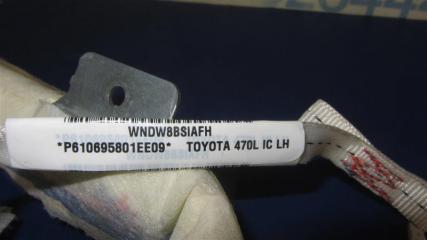 WNDW8BSIAFH
*P610695801EE09* TOYOTA 470L IC LH